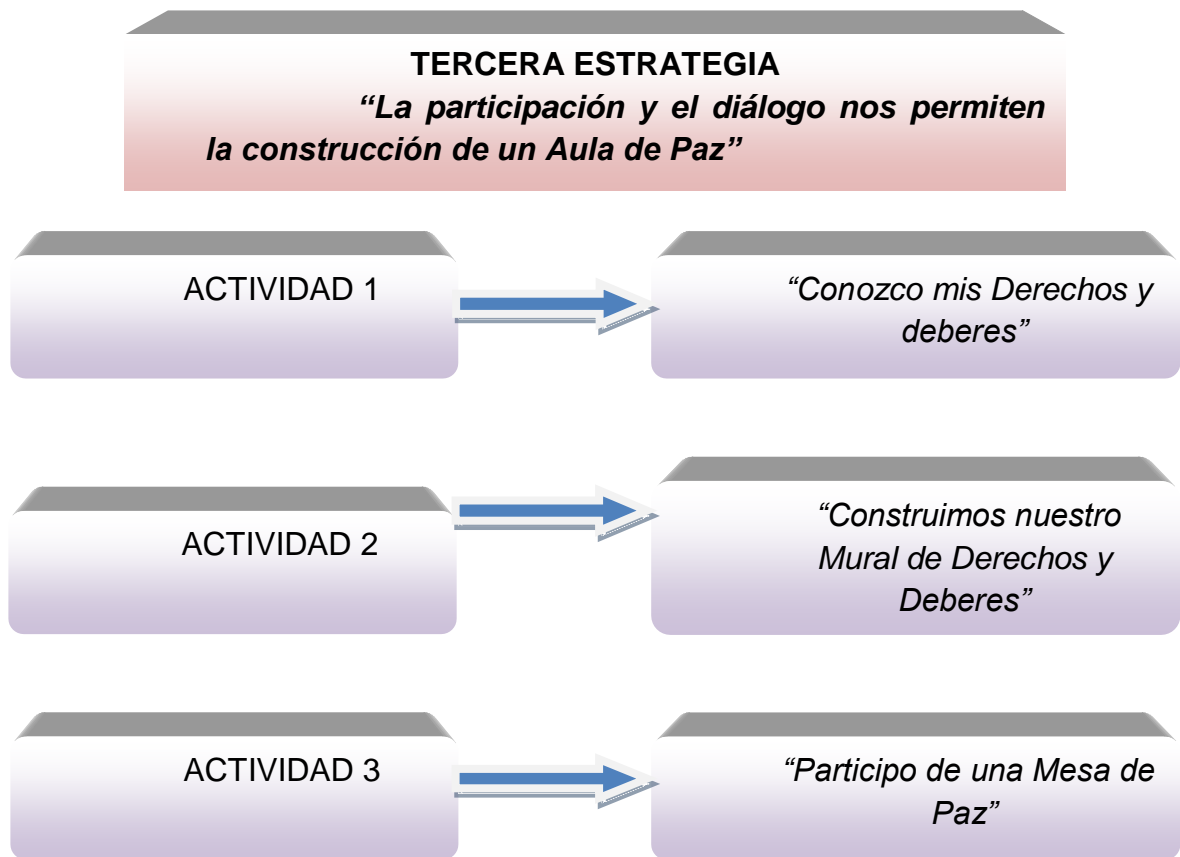 TERCERA ESTRATEGIA
“La participación y el diálogo nos permiten
la construcción de un Aula de Paz”
ACTIVIDAD 1
“Conozco mis Derechos y
deberes”
ACTIVIDAD 2
“Construimos nuestro
Mural de Derechos y
Deberes”
ACTIVIDAD 3
“Participo de una Mesa de
Paz”